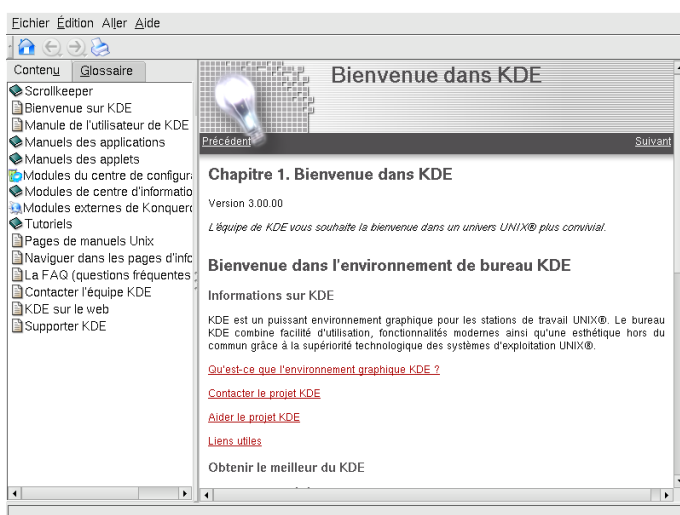 Eichier Édition Aller Aide
Contenu Glossaire
Scrollkeeper
Bienvenue sur KDE
Manule de l'utilisateur de KDE
Manuels des applications
Manuels des applets
Modules du centre de configura
Modules de centre d'informatio
Modules externes de Konquero
Tutoriels
Pages de manuels Unix
Naviguer dans les pages d'info
La FAQ (questions fréquentes
Contacter l'équipe KDE
KDE sur le web
Supporter KDE
Bienvenue dans KDE
Précédent Suivant
Chapitre 1. Bienvenue dans KDE
Version 3.00.00
L'équipe de KDE vous souhaite la bienvenue dans un univers UNIX® plus convivial.
Bienvenue dans l'environnement de bureau KDE
Informations sur KDE
KDE est un puissant environnement graphique pour les stations de travail UNIX®. Le bureau
KDE combine facilité d'utilisation, fonctionnalités modernes ainsi qu'une esthétique hors du
commun grâce à la supériorité technologique des systèmes d'exploitation UNIX®.
Qu'est-ce que l'environnement graphique KDE ?
Contacter le projet KDE
Aider le projet KDE
Liens utiles
Obtenir le meilleur du KDE